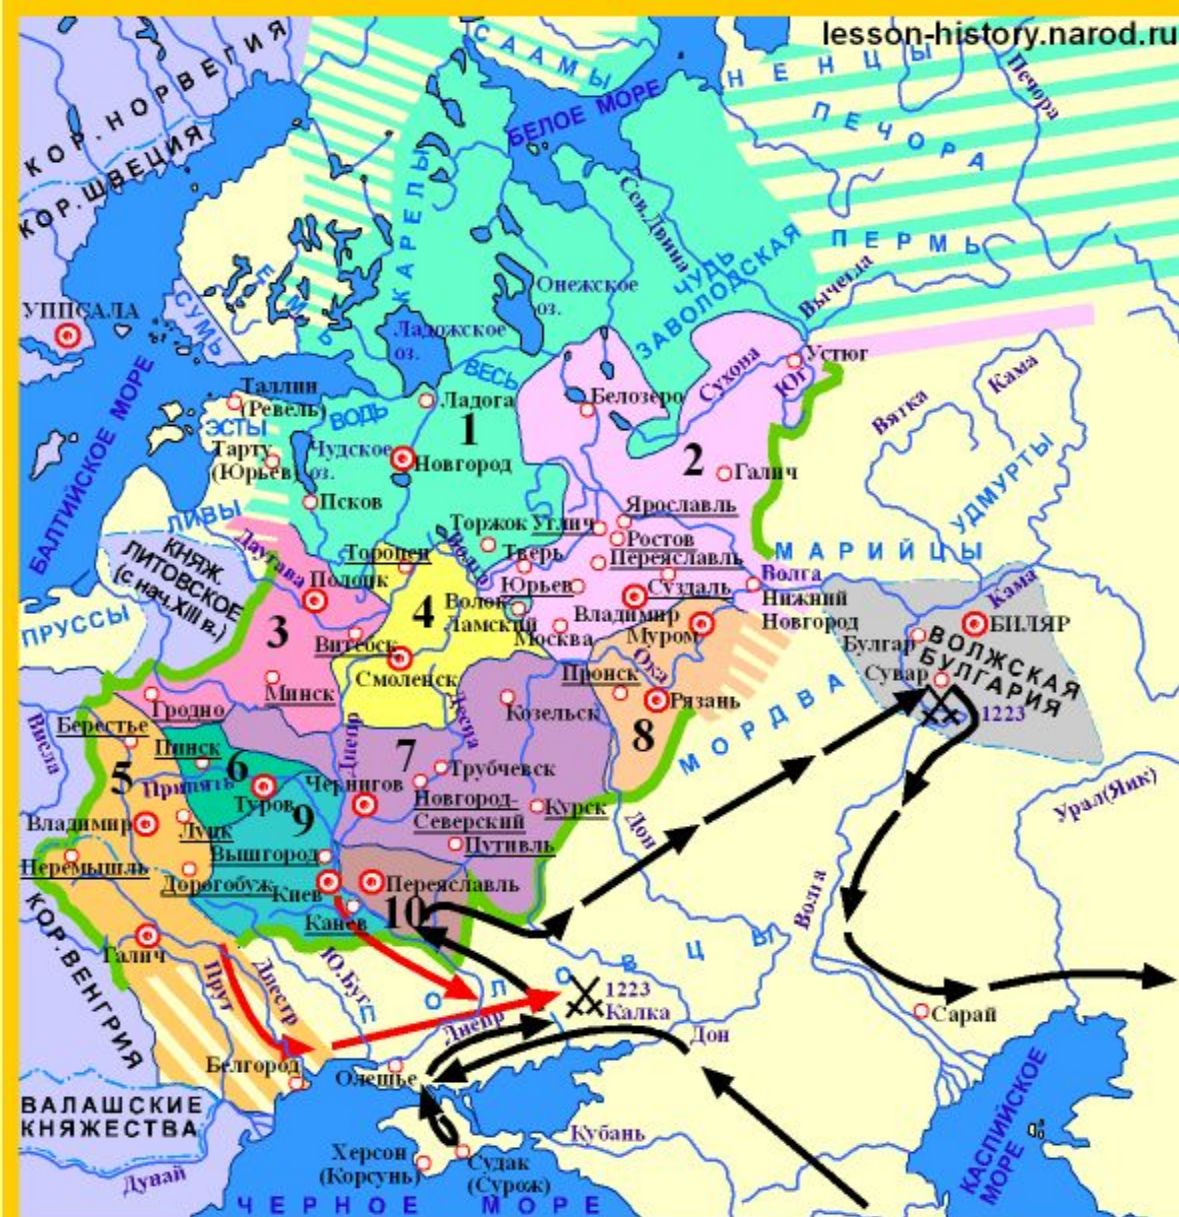 lesson-history.narod.ru
КОР.НОРВЕГИЯ
КОР.ШВЕЦИЯ
СААМЫ
НЕНЦЫ
Печора
ПЕЧОРА
БЕЛОЕ МОРЕ
КАРЕЛЫ
Сев.Двина
ЧУДЬ
ЗАВОЛОДСКАЯ
ПЕРМЬ
Вычегда
ЕМЬ
СУМЬ
УППСАЛА
Онежское
оз.
Ладожское
оз.
БАЛТИЙСКОЕ МОРЕ
Таллин
(Ревель)
ЭСТЫ
Тарту
(Юрьев)
ВОДЬ
ВЕСЬ
Ладога
1
Чудское
оз.
Новгород
Псков
Белозеро
Сухона
Устюг
Юг
2
Галич
Вятка
Кама
УДМУРТЫ
ЛИВЫ
Даугава
Торжок
Углич
Ярославль
Ростов
Переяславль
Тверь
Волга
Юрьев
Суздаль
Владимир
Волок
Ламский
Москва
Муром
Волга
Нижний
Новгород
МАРИЙЦЫ
КНЯЖ.
ЛИТОВСКОЕ
(с нач.XIII в.)
ПРУССЫ
Торопец
Полоцк
3
Витебск
4
Смоленск
Минск
Гродно
Кама
БИЛЯР
Булгар
Сувар
ВОЛЖСКАЯ
БУЛГАРИЯ
1223
МОРДВА
Пронск
Ока
Рязань
8
Козельск
Десна
Днепр
Висла
Берестье
Пинск
5
6
Припять
Туров
7
Чернигов
Трубчевск
Новгород-
Северский
Курск
Путивль
Владимир
Луцк
9
Вышгород
Перемышль
Дорогобуж
Киев
Переяславль
Канев
10
Дон
Волга
Урал(Яик)
КОР.ВЕНГРИЯ
Галич
Прут
Днестр
Ю.Буг
ПОЛОВЦЫ
1223
Калка
Днепр
Дон
Сарай
Белгород
Олешье
ВАЛАШСКИЕ
КНЯЖЕСТВА
Дунай
Херсон
(Корсунь)
Судак
(Сурож)
Кубань
КАСПИЙСКОЕ
МОРЕ
ЧЕРНОЕ МОРЕ